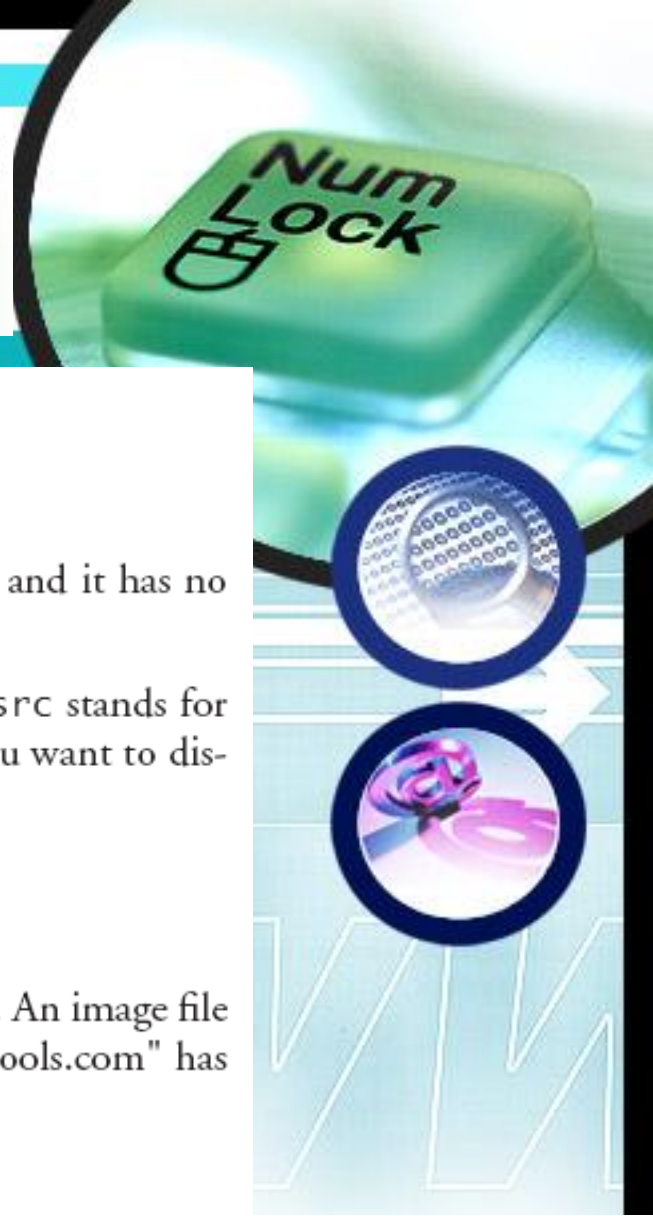 Num
Lock
and it has no
src stands for
u want to dis-
. An image file
ools.com" has